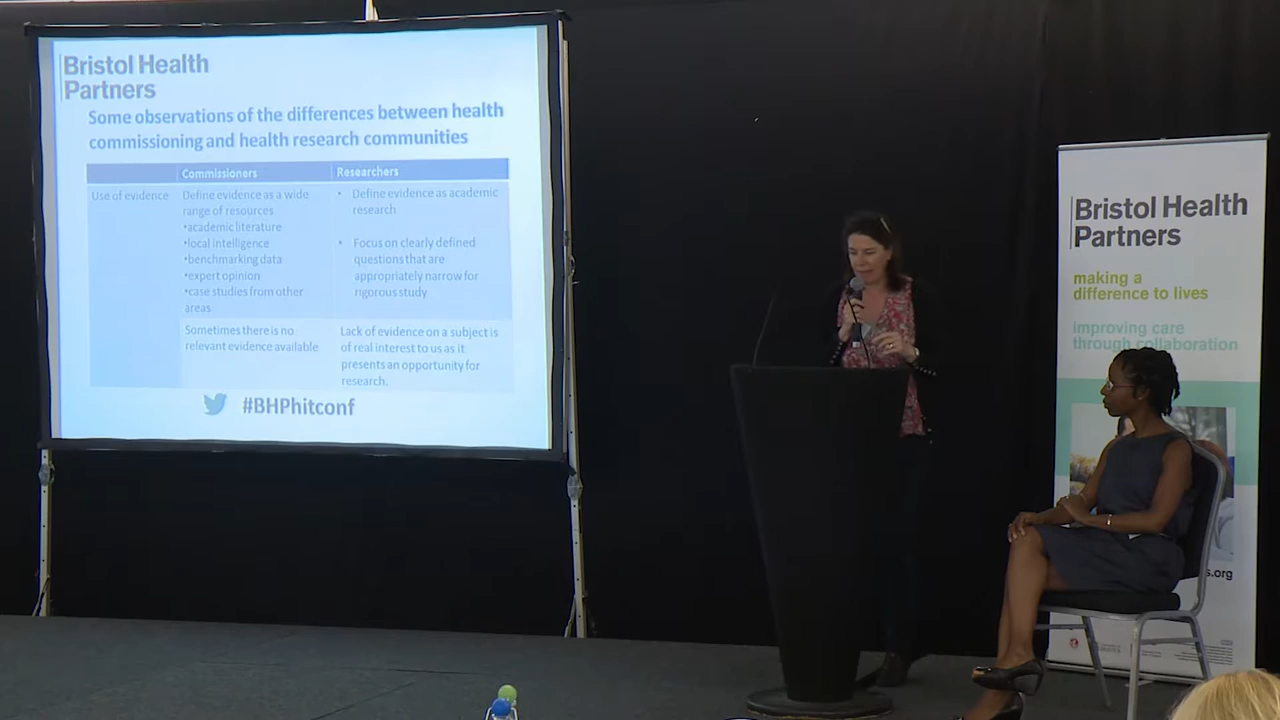 Bristol Health
Partners
Some observations of the differences between health
commissioning and health research communities
Commissioners
Researchers
Use of evidence
Define evidence as a wide
range of resources
•academic literature
•local intelligence
•benchmarking data
•expert opinion
•case studies from other
areas
• Define evidence as academic
research
• Focus on clearly defined
questions that are
appropriately narrow for
rigorous study
Sometimes there is no
relevant evidence available
Lack of evidence on a subject is
of real interest to us as it
presents an opportunity for
research.
#BHPhitconf
Bristol Health
Partners
making a
difference to lives
improving care
through collaboration
s.org